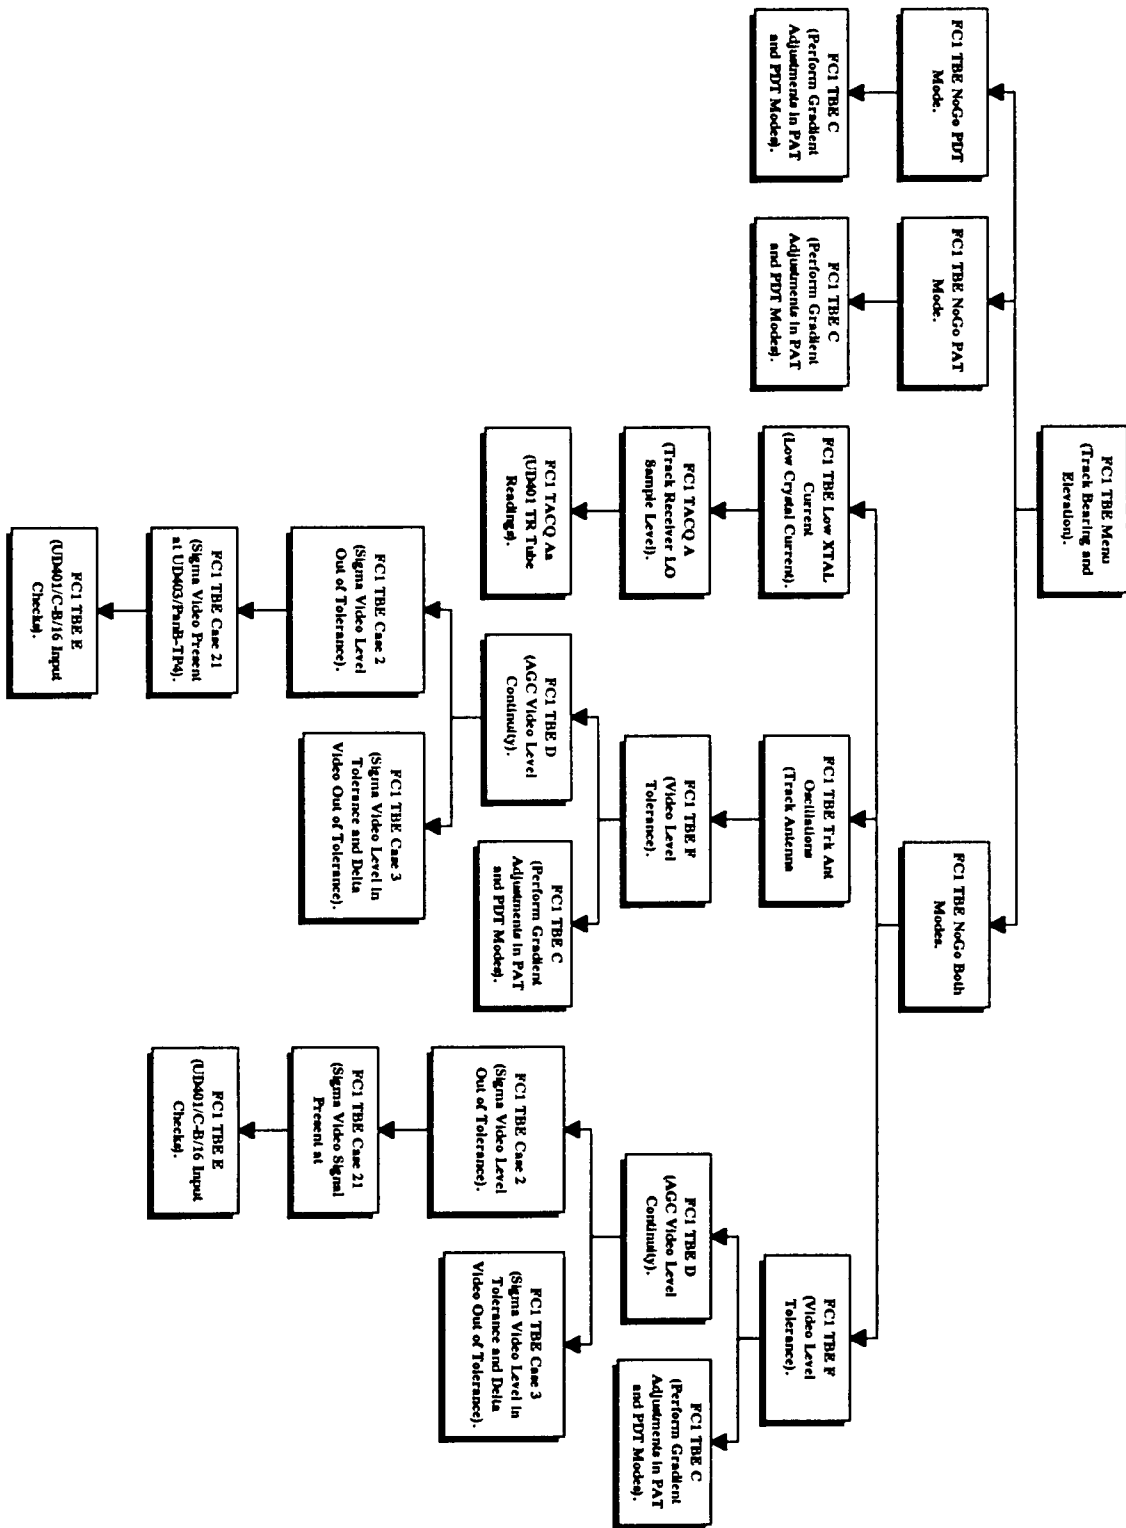 FC1 TBE Menu
(Track Bearing and
Elevation).
FC1 TBE NoGo PDT
Mode.
FC1 TBE NoGo PAT
Mode.
FC1 TBE NoGo Both
Modes.
FC1 TBE C
(Perform Gradient
Adjustments in PAT
and PDT Modes).
FC1 TBE C
(Perform Gradient
Adjustments in PAT
and PDT Modes).
FC1 TBE Low XTAL
Current
(Low Crystal Current).
FC1 TBE Trk Ant
Oscillations
(Track Antenna
FC1 TBE F
(Video Level
Tolerance).
FC1 TACQ A
(Track Receiver LO
Sample Level).
FC1 TBE F
(Video Level
Tolerance).
FC1 TBE D
(AGC Video Level
Continuity).
FC1 TBE C
(Perform Gradient
Adjustments in PAT
and PDT Modes).
FC1 TACQ Aa
(UD401 TR Tube
Readings).
FC1 TBE D
(AGC Video Level
Continuity).
FC1 TBE C
(Perform Gradient
Adjustments in PAT
and PDT Modes).
FC1 TBE Case 2
(Sigma Video Level
Out of Tolerance).
FC1 TBE Case 3
(Sigma Video Level in
Tolerance and Delta
Video Out of Tolerance).
FC1 TBE Case 2
(Sigma Video Level
Out of Tolerance).
FC1 TBE Case 3
(Sigma Video Level in
Tolerance and Delta
Video Out of Tolerance).
FC1 TBE Case 21
(Sigma Video Signal
Present at
FC1 TBE Case 21
(Sigma Video Present
at UD403/PanB-TP4).
FC1 TBE E
(UD401/C-B/16 Input
Checks).
FC1 TBE E
(UD401/C-B/16 Input
Checks).